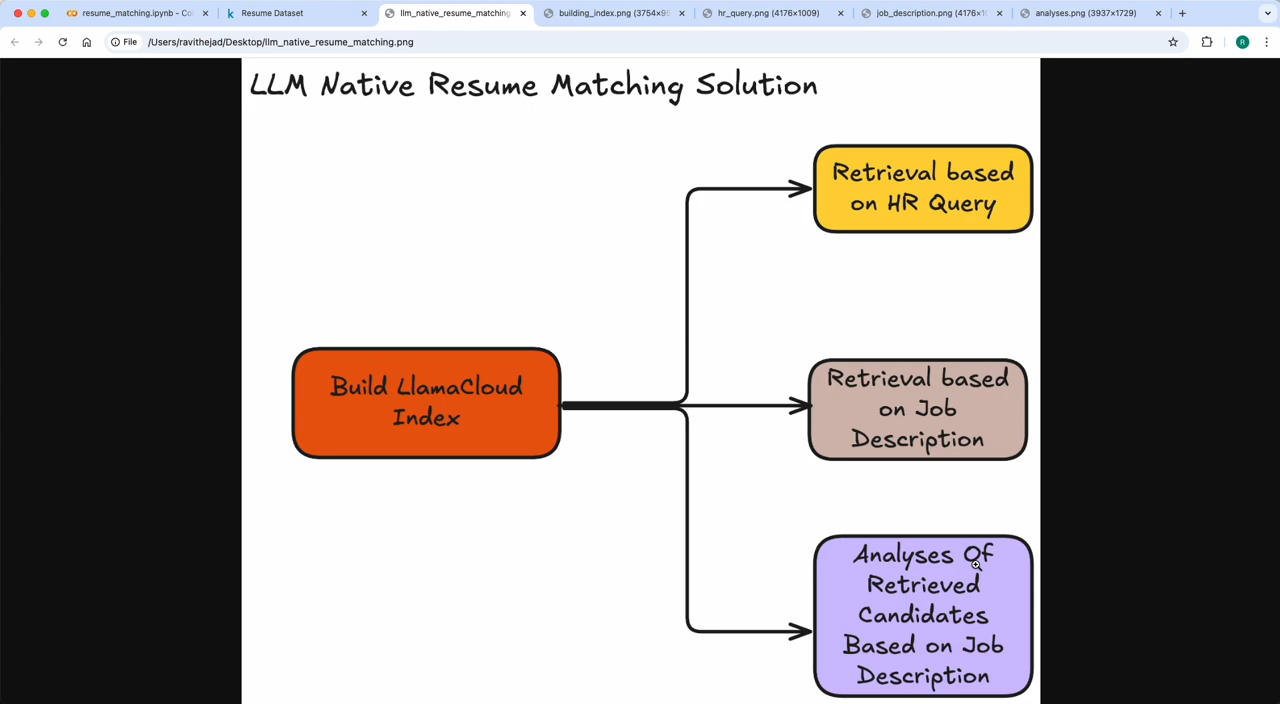 resume_matching.ipynb - Co
Resume Dataset
llm_native_resume_matching
building_index.png (3754×9
hr_query.png (4176×1009)
job_description.png (4176×1
analyses.png (3937×1729)
File
/Users/ravithejad/Desktop/llm_native_resume_matching.png
R
LLM Native Resume Matching Solution
Retrieval based
on HR Query
Build LlamaCloud
Index
Retrieval based
on Job
Description
Analyses Of
Retrieved
Candidates
Based on Job
Description